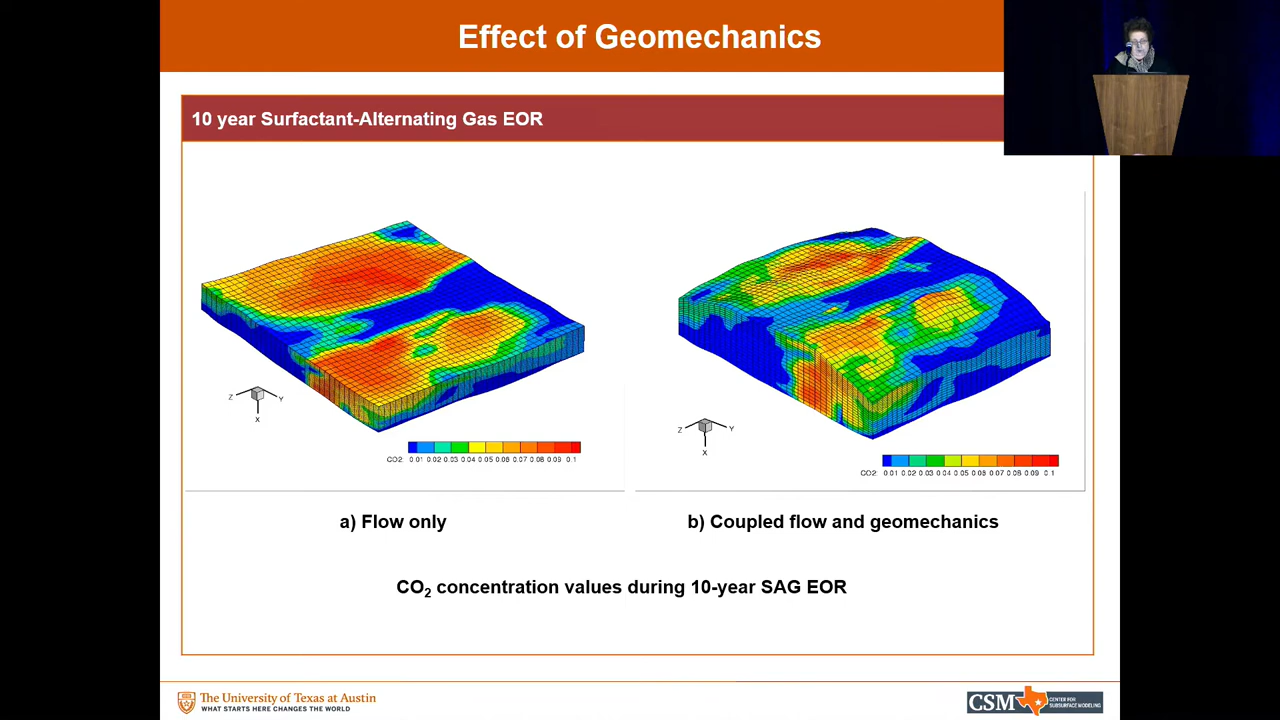 Effect of Geomechanics
10 year Surfactant-Alternating Gas EOR
Z Y
X
CO2: 0.01 0.02 0.03 0.04 0.05 0.06 0.07 0.08 0.09 0.1
Z Y
X
CO2: 0.01 0.02 0.03 0.04 0.05 0.06 0.07 0.08 0.09 0.1
a) Flow only
b) Coupled flow and geomechanics
CO₂ concentration values during 10-year SAG EOR
The University of Texas at Austin
WHAT STARTS HERE CHANGES THE WORLD
CSM CENTER FOR
SUBSURFACE MODELING